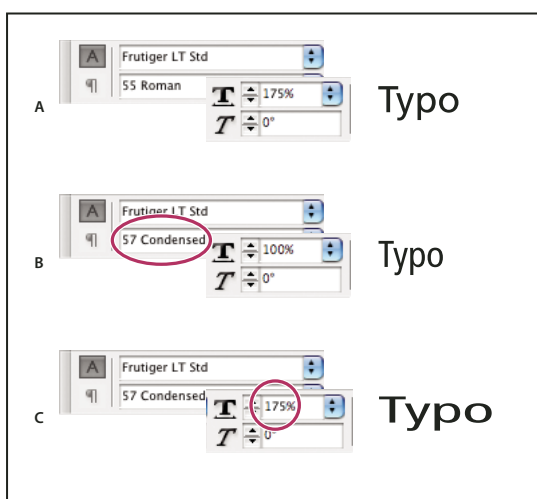 A
Frutiger LT Std
¶ 55 Roman
T 175%
T 0°
A
Typo
A
Frutiger LT Std
¶ 57 Condensed
T 100%
T 0°
B
Typo
A
Frutiger LT Std
¶ 57 Condensed
T 175%
T 0°
C
Typo